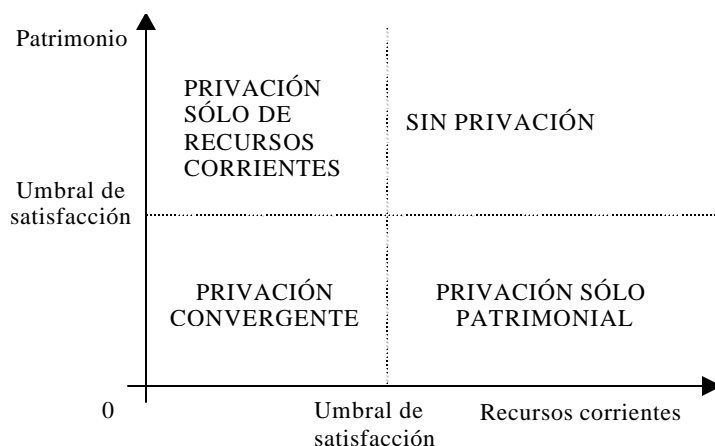 Patrimonio
PRIVACIÓN
SÓLO DE
RECURSOS
CORRIENTES
SIN PRIVACIÓN
Umbral de
satisfacción
PRIVACIÓN
CONVERGENTE
PRIVACIÓN SÓLO
PATRIMONIAL
0
Umbral de
satisfacción
Recursos corrientes